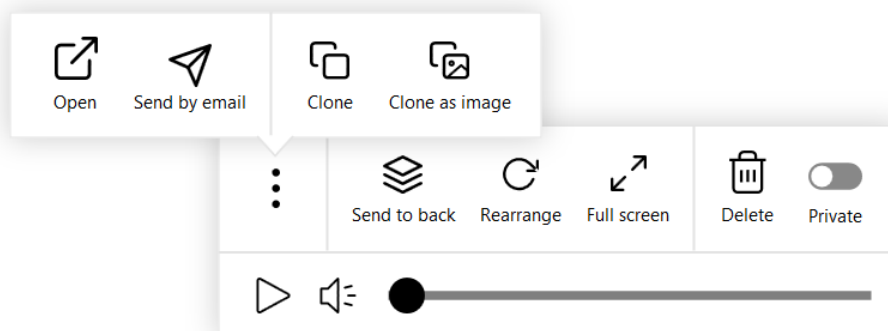 Open
Send by email
Clone
Clone as image
Send to back
Rearrange
Full screen
Delete
Private